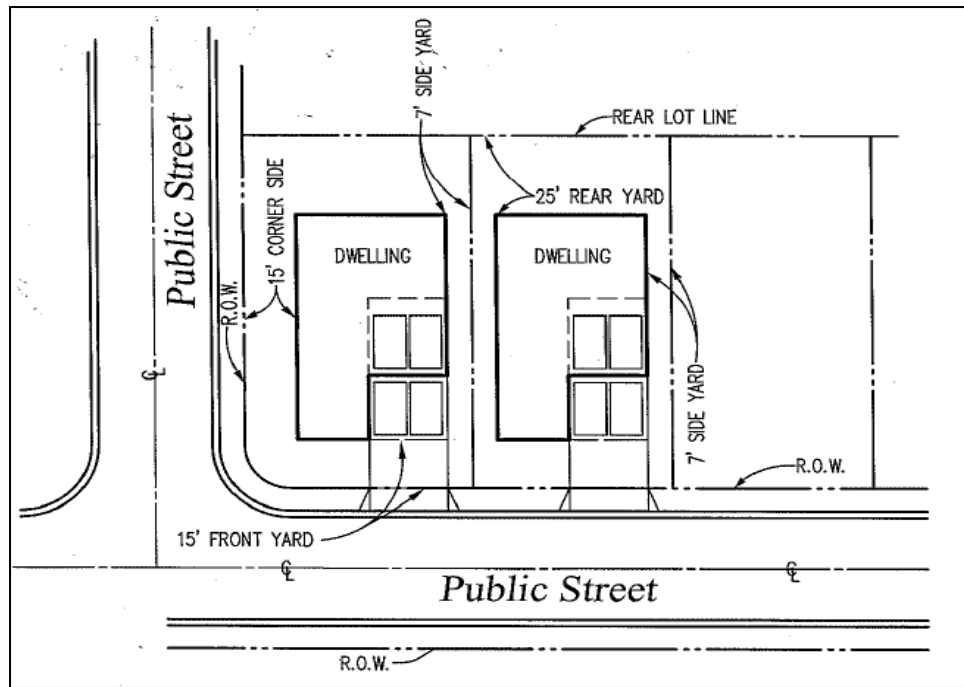 7' SIDE YARD
REAR LOT LINE
Public Street
15' CORNER SIDE
25' REAR YARD
DWELLING
DWELLING
R.O.W.
℄
7' SIDE YARD
R.O.W.
15' FRONT YARD
℄
℄
Public Street
R.O.W.